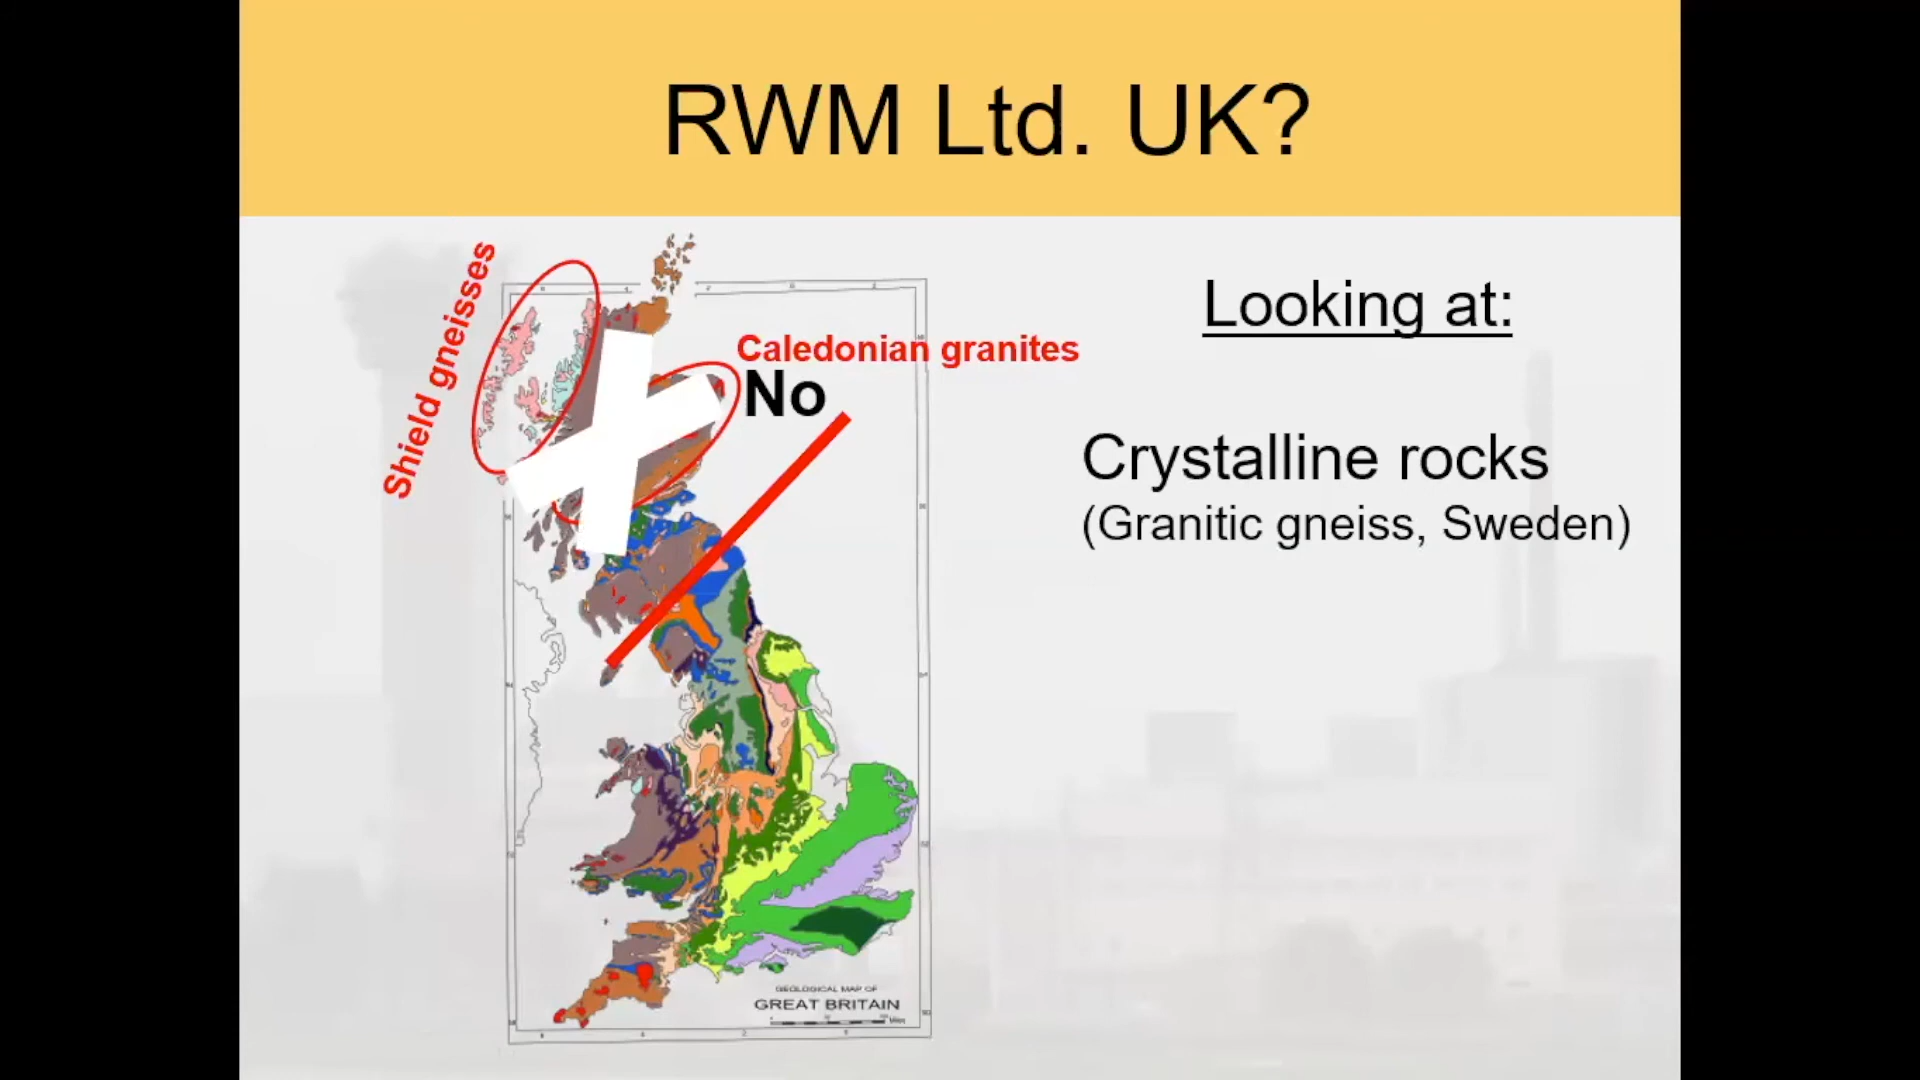 RWM Ltd. UK?
Shield gneisses
Caledonian granites
No
Looking at:
Crystalline rocks
(Granitic gneiss, Sweden)
GEOLOGICAL MAP OF
GREAT BRITAIN
Miles